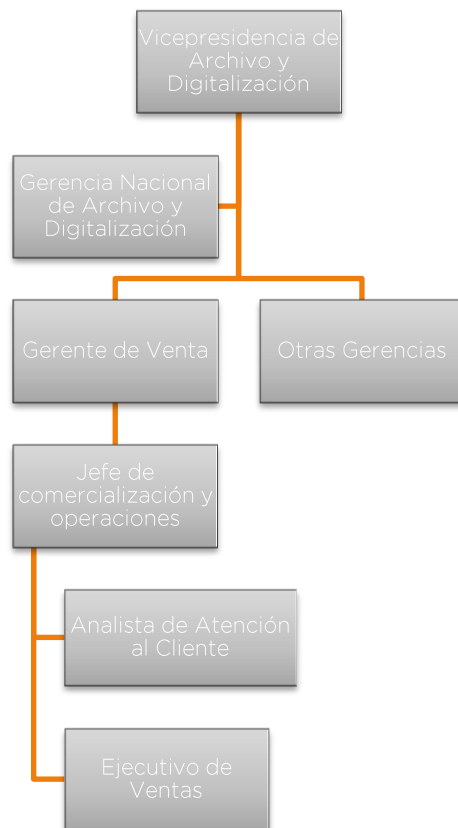 Vicepresidencia de
Archivo y
Digitalización
Gerencia Nacional
de Archivo y
Digitalización
Gerente de Venta
Otras Gerencias
Jefe de
comercialización y
operaciones
Analista de Atención
al Cliente
Ejecutivo de
Ventas